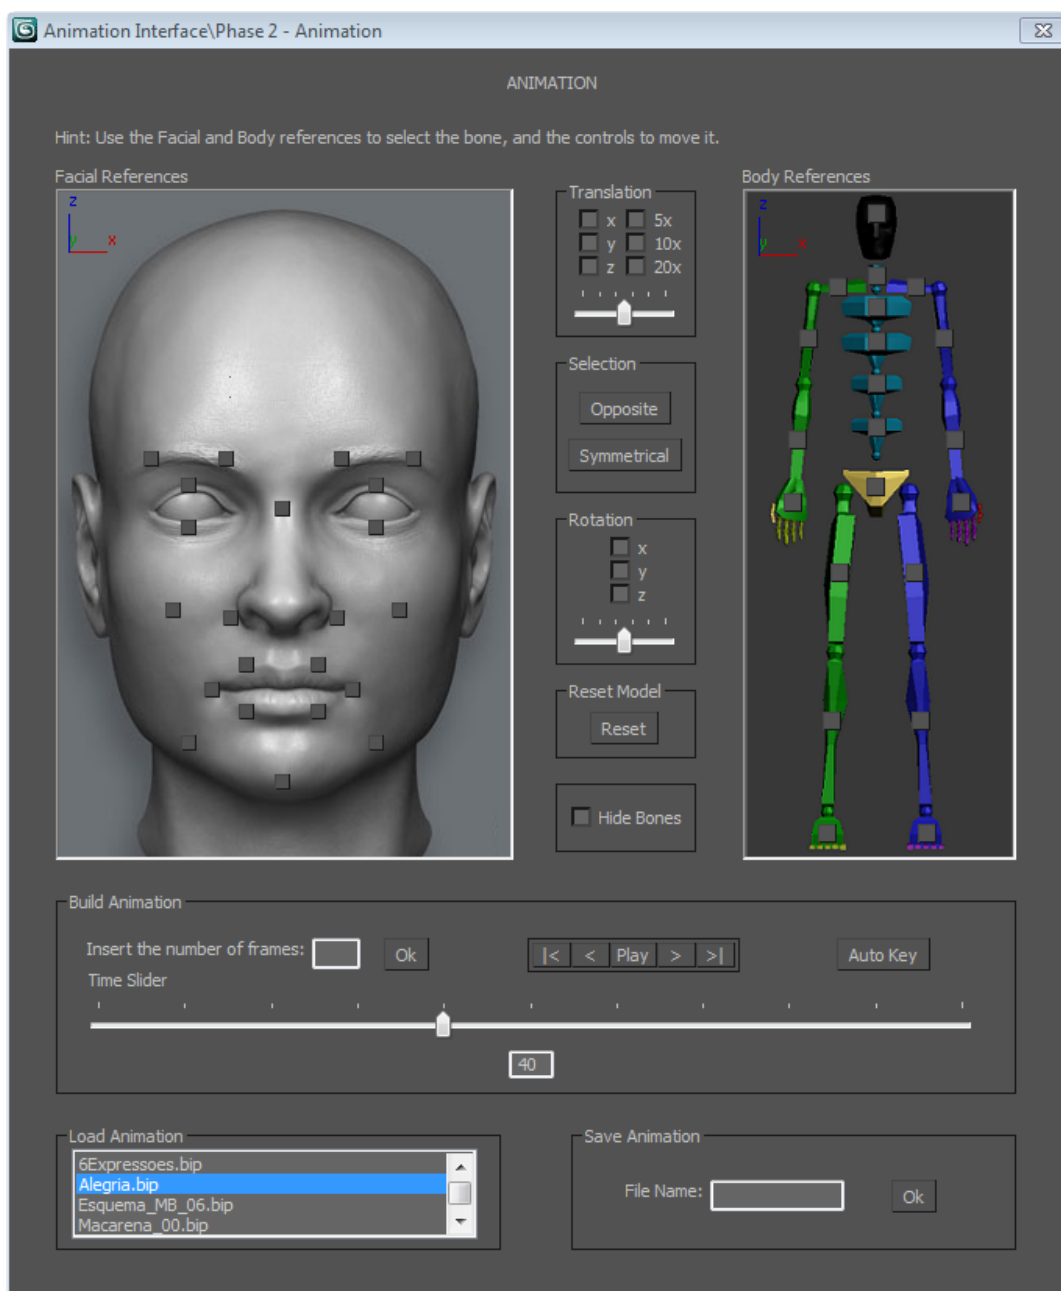 Animation Interface\Phase 2 - Animation
ANIMATION
Hint: Use the Facial and Body references to select the bone, and the controls to move it.
Facial References
z
y x
Translation
x 5x
y 10x
z 20x
Selection
Opposite
Symmetrical
Rotation
x
y
z
Reset Model
Reset
Hide Bones
Body References
z
y x
Build Animation
Insert the number of frames: Ok |< < Play > >| Auto Key
Time Slider
40
Load Animation
6Expressoes.bip
Alegria.bip
Esquema_MB_06.bip
Macarena_00.bip
Save Animation
File Name: Ok